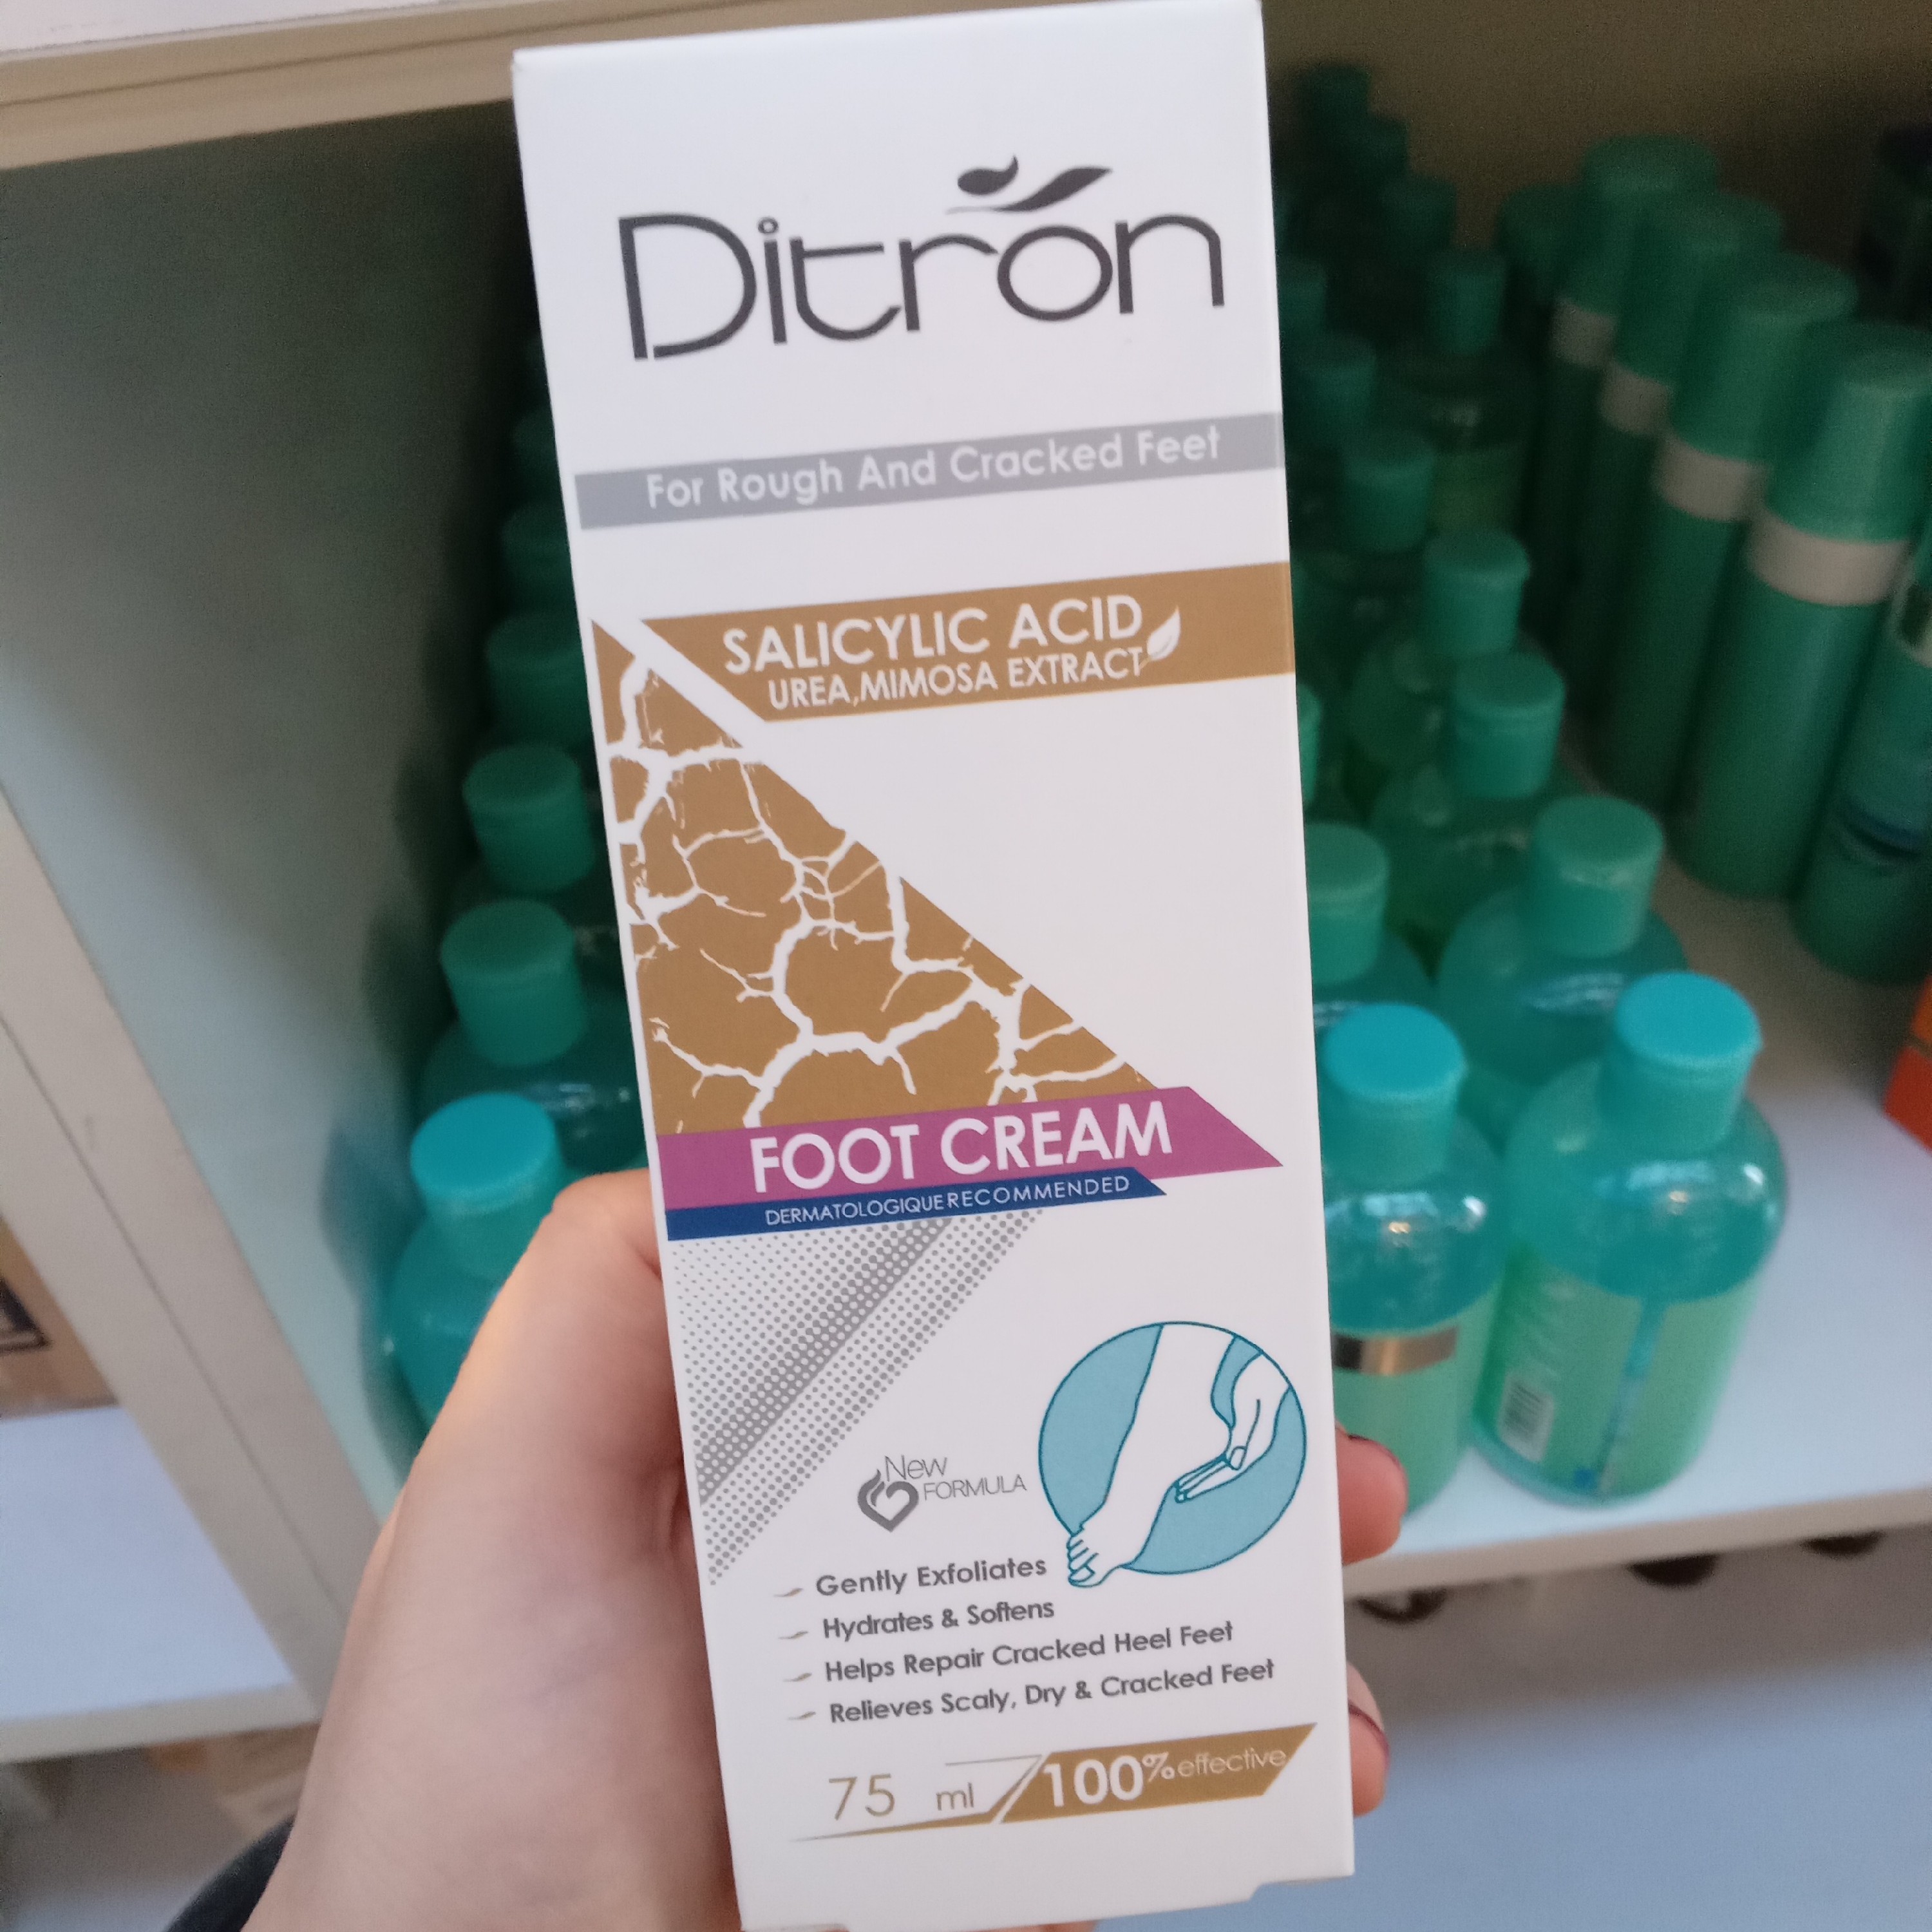 Ditron
For Rough And Cracked Feet
SALICYLIC ACID
UREA,MIMOSA EXTRACT
FOOT CREAM
DERMATOLOGIQUE RECOMMENDED
New
FORMULA
Gently Exfoliates
Hydrates & Softens
Helps Repair Cracked Heel Feet
Relieves Scaly, Dry & Cracked Feet
75 ml 100% effective